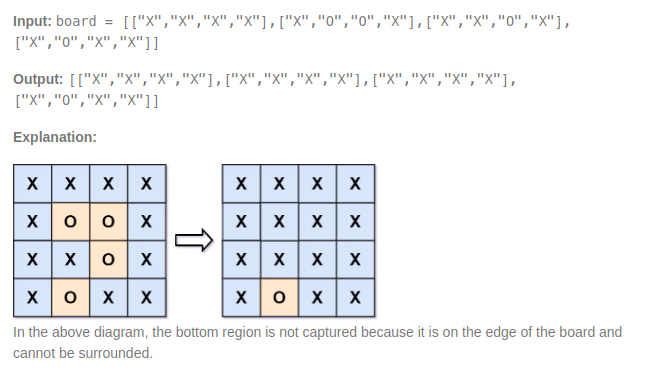 Input: board = [["X","X","X","X"],["X","O","O","X"],["X","X","O","X"],
["X","O","X","X"]]
Output: [["X","X","X","X"],["X","X","X","X"],["X","X","X","X"],
["X","O","X","X"]]
Explanation:
X X X X X X X X
X O O X X X X X
X X O X X X X X
X O X X X O X X
In the above diagram, the bottom region is not captured because it is on the edge of the board and
cannot be surrounded.